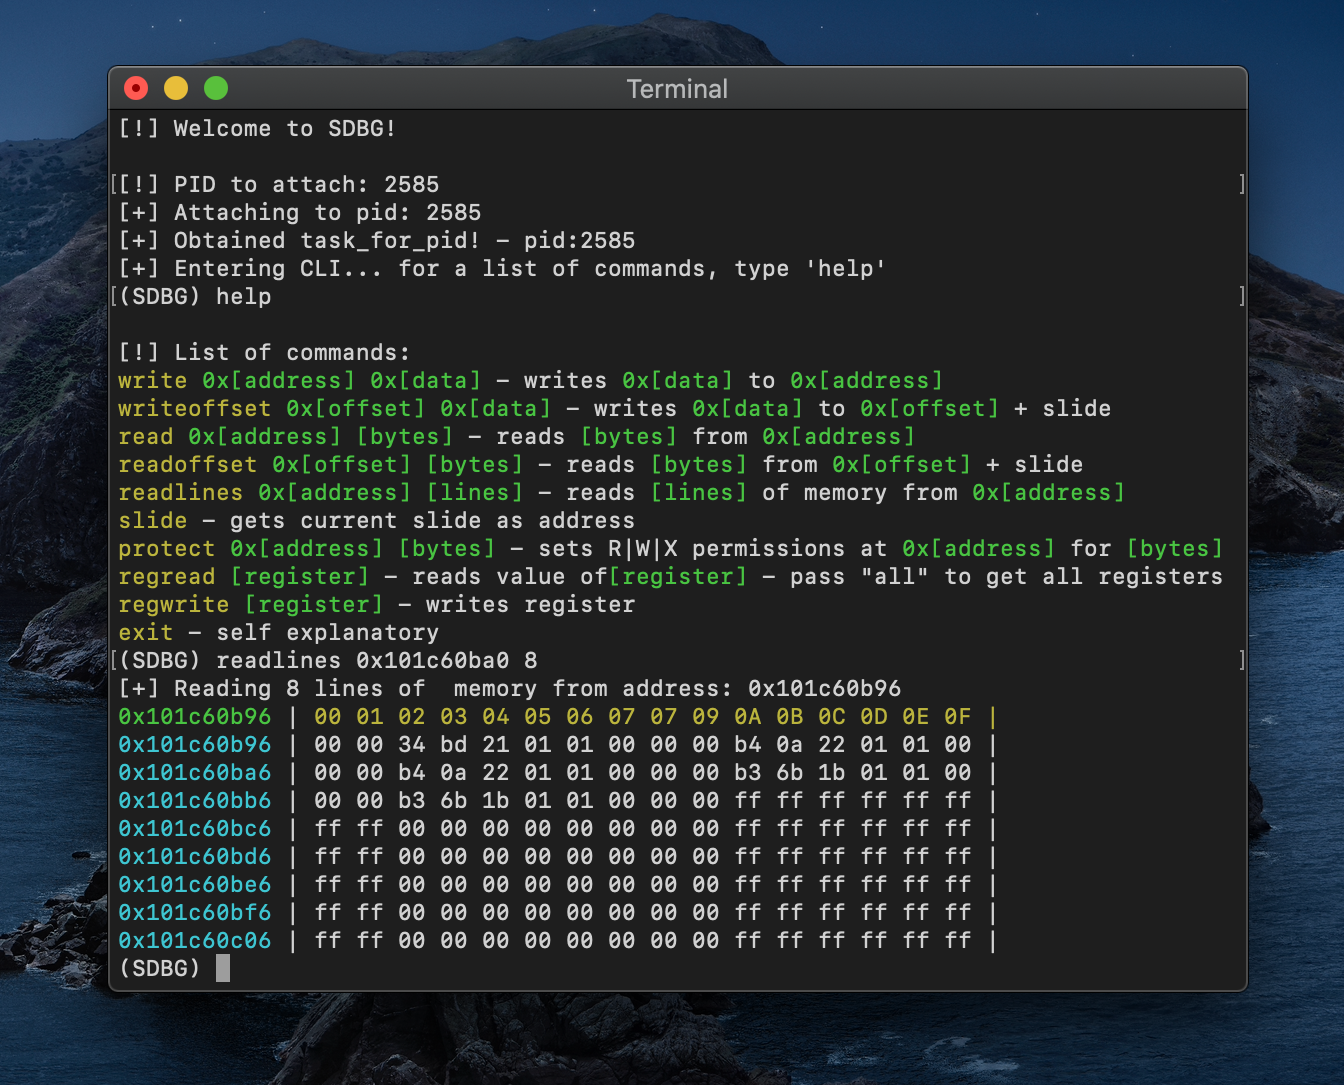 Terminal
[!] Welcome to SDBG!
[[!] PID to attach: 2585 ]
[+] Attaching to pid: 2585
[+] Obtained task_for_pid! – pid:2585
[+] Entering CLI... for a list of commands, type 'help'
[(SDBG) help ]
[!] List of commands:
write 0x[address] 0x[data] – writes 0x[data] to 0x[address]
writeoffset 0x[offset] 0x[data] – writes 0x[data] to 0x[offset] + slide
read 0x[address] [bytes] – reads [bytes] from 0x[address]
readoffset 0x[offset] [bytes] – reads [bytes] from 0x[offset] + slide
readlines 0x[address] [lines] – reads [lines] of memory from 0x[address]
slide – gets current slide as address
protect 0x[address] [bytes] – sets R|W|X permissions at 0x[address] for [bytes]
regread [register] – reads value of[register] – pass "all" to get all registers
regwrite [register] – writes register
exit – self explanatory
[(SDBG) readlines 0x101c60ba0 8 ]
[+] Reading 8 lines of  memory from address: 0x101c60b96
0x101c60b96 | 00 01 02 03 04 05 06 07 07 09 0A 0B 0C 0D 0E 0F |
0x101c60b96 | 00 00 34 bd 21 01 01 00 00 00 b4 0a 22 01 01 00 |
0x101c60ba6 | 00 00 b4 0a 22 01 01 00 00 00 b3 6b 1b 01 01 00 |
0x101c60bb6 | 00 00 b3 6b 1b 01 01 00 00 00 ff ff ff ff ff ff |
0x101c60bc6 | ff ff 00 00 00 00 00 00 00 00 ff ff ff ff ff ff |
0x101c60bd6 | ff ff 00 00 00 00 00 00 00 00 ff ff ff ff ff ff |
0x101c60be6 | ff ff 00 00 00 00 00 00 00 00 ff ff ff ff ff ff |
0x101c60bf6 | ff ff 00 00 00 00 00 00 00 00 ff ff ff ff ff ff |
0x101c60c06 | ff ff 00 00 00 00 00 00 00 00 ff ff ff ff ff ff |
(SDBG)